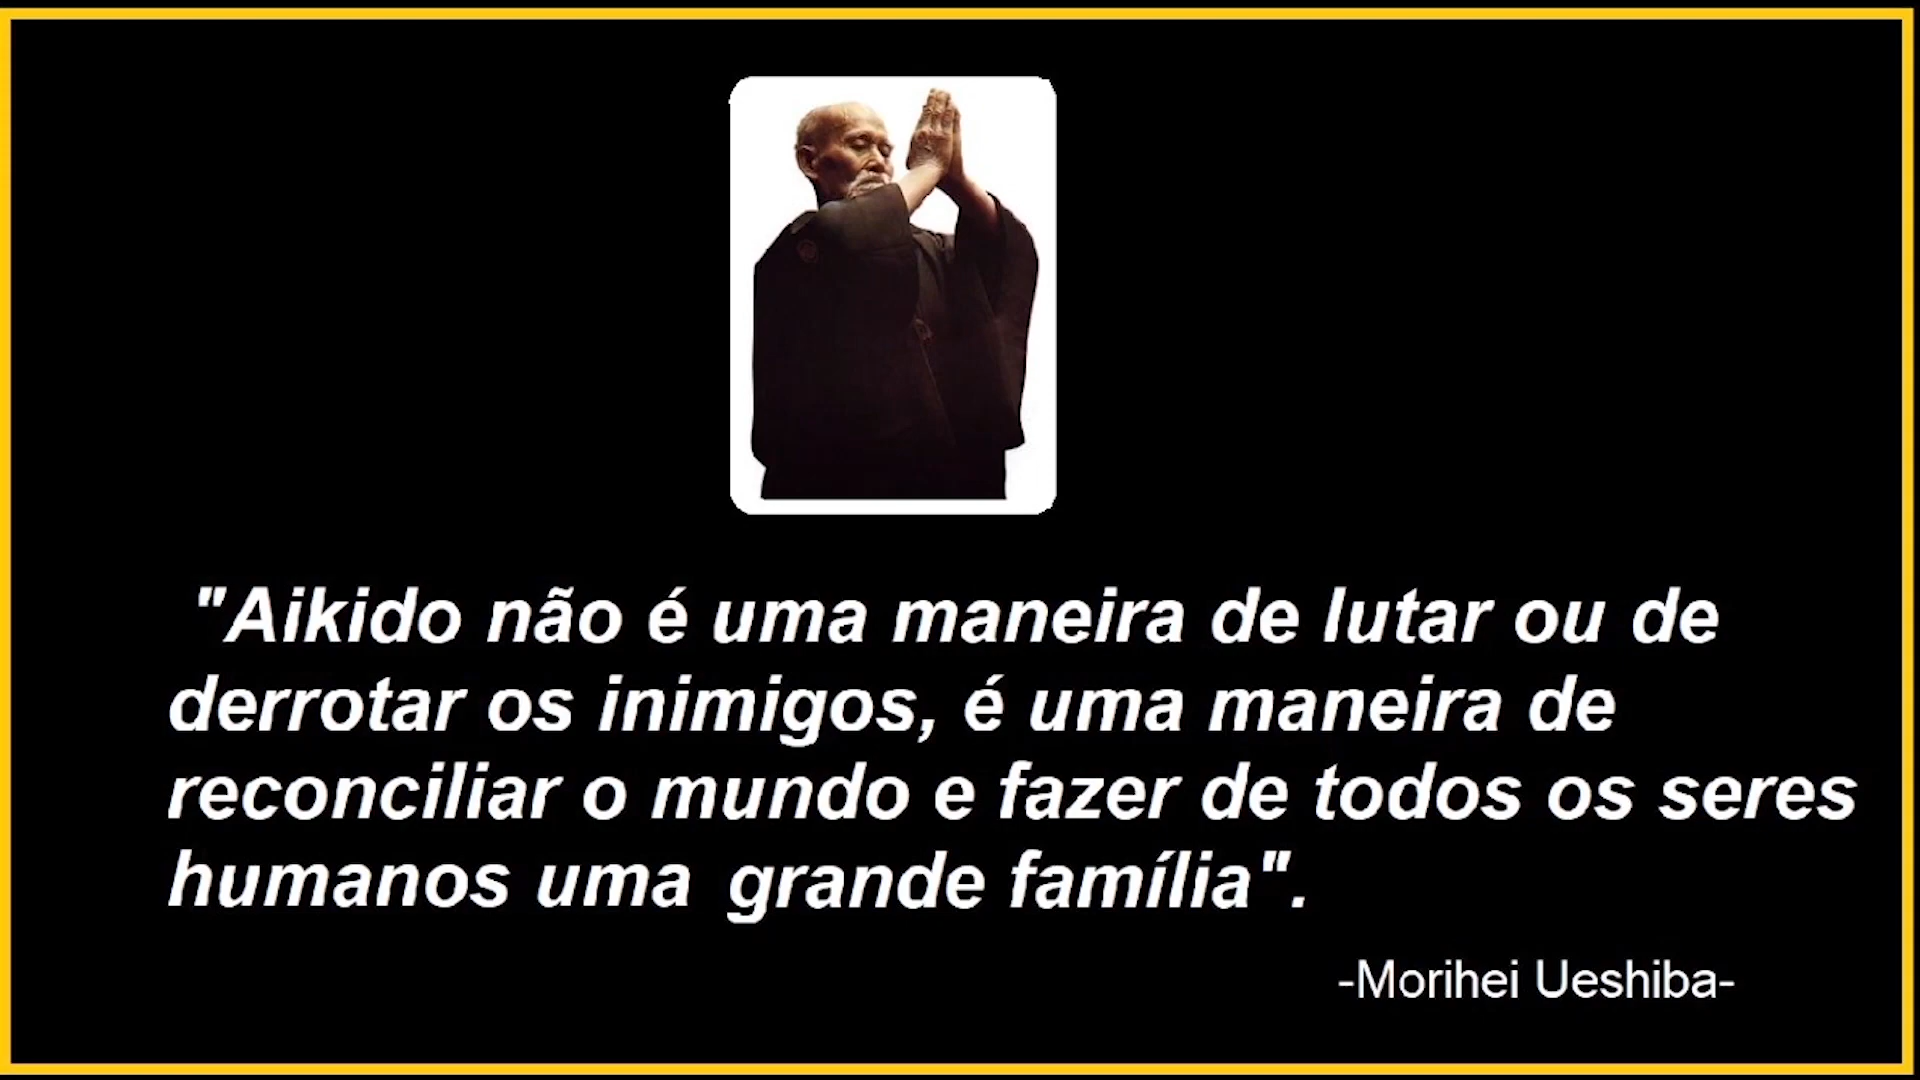 "Aikido não é uma maneira de lutar ou de
derrotar os inimigos, é uma maneira de
reconciliar o mundo e fazer de todos os seres
humanos uma grande família".
-Morihei Ueshiba-